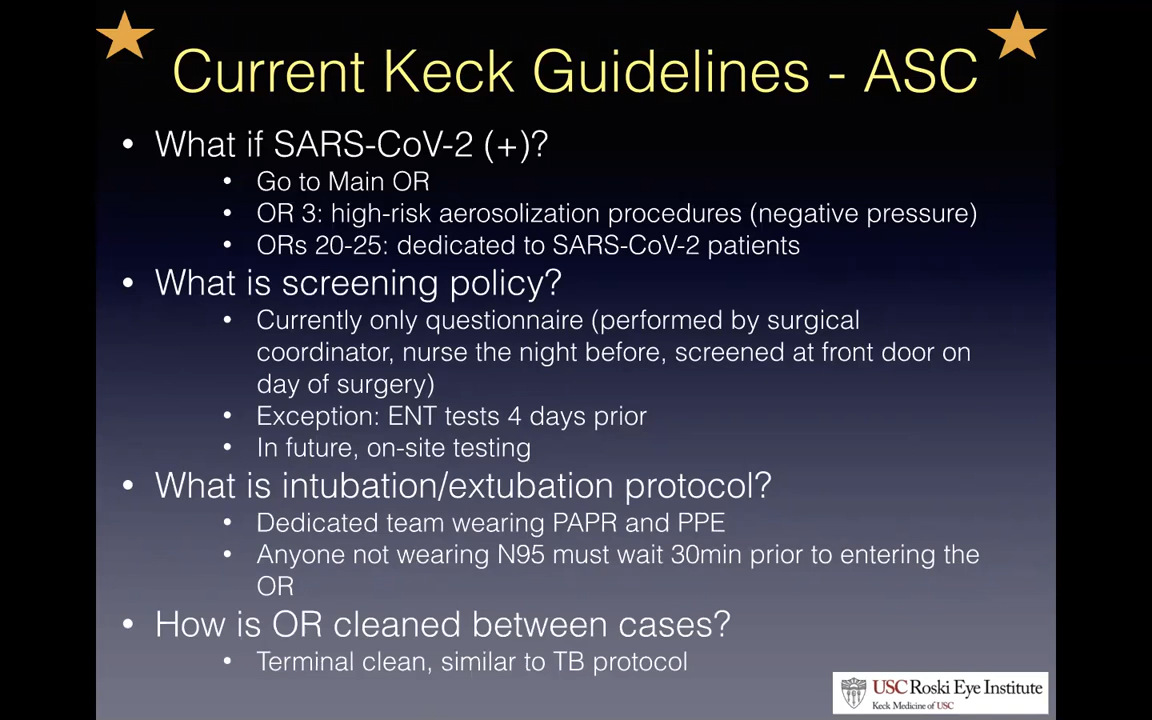 Current Keck Guidelines - ASC
• What if SARS-CoV-2 (+)?
• Go to Main OR
• OR 3: high-risk aerosolization procedures (negative pressure)
• ORs 20-25: dedicated to SARS-CoV-2 patients
• What is screening policy?
• Currently only questionnaire (performed by surgical
coordinator, nurse the night before, screened at front door on
day of surgery)
• Exception: ENT tests 4 days prior
• In future, on-site testing
• What is intubation/extubation protocol?
• Dedicated team wearing PAPR and PPE
• Anyone not wearing N95 must wait 30min prior to entering the
OR
• How is OR cleaned between cases?
• Terminal clean, similar to TB protocol
USC Roski Eye Institute
Keck Medicine of USC